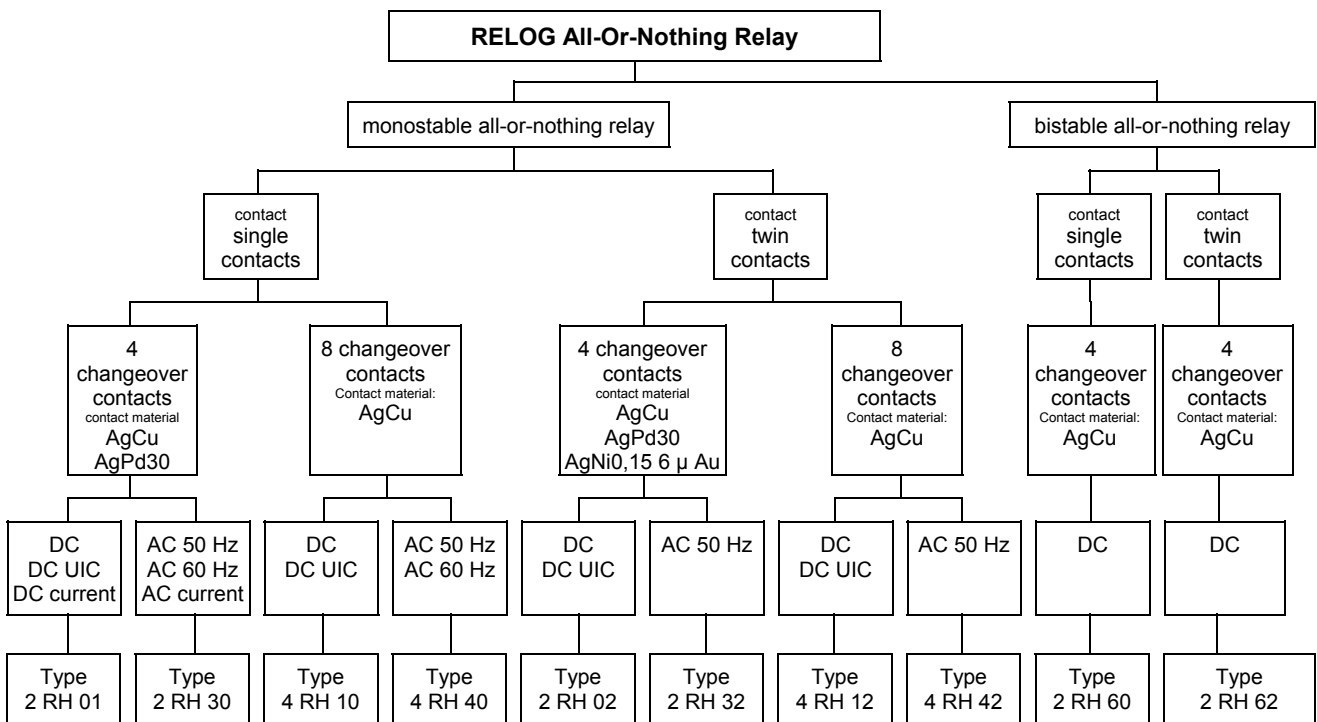 RELOG All-Or-Nothing Relay
monostable all-or-nothing relay
bistable all-or-nothing relay
contact
single
contacts
contact
twin
contacts
contact
single
contacts
contact
twin
contacts
4
changeover
contacts
contact material
AgCu
AgPd30
8 changeover
contacts
Contact material:
AgCu
4 changeover
contacts
contact material
AgCu
AgPd30
AgNi0,15 6 µ Au
8
changeover
contacts
Contact material:
AgCu
4
changeover
contacts
Contact material:
AgCu
4
changeover
contacts
Contact material:
AgCu
DC
DC UIC
DC current
AC 50 Hz
AC 60 Hz
AC current
DC
DC UIC
AC 50 Hz
AC 60 Hz
DC
DC UIC
AC 50 Hz
DC
DC UIC
AC 50 Hz
DC
DC
Type
2 RH 01
Type
2 RH 30
Type
4 RH 10
Type
4 RH 40
Type
2 RH 02
Type
2 RH 32
Type
4 RH 12
Type
4 RH 42
Type
2 RH 60
Type
2 RH 62